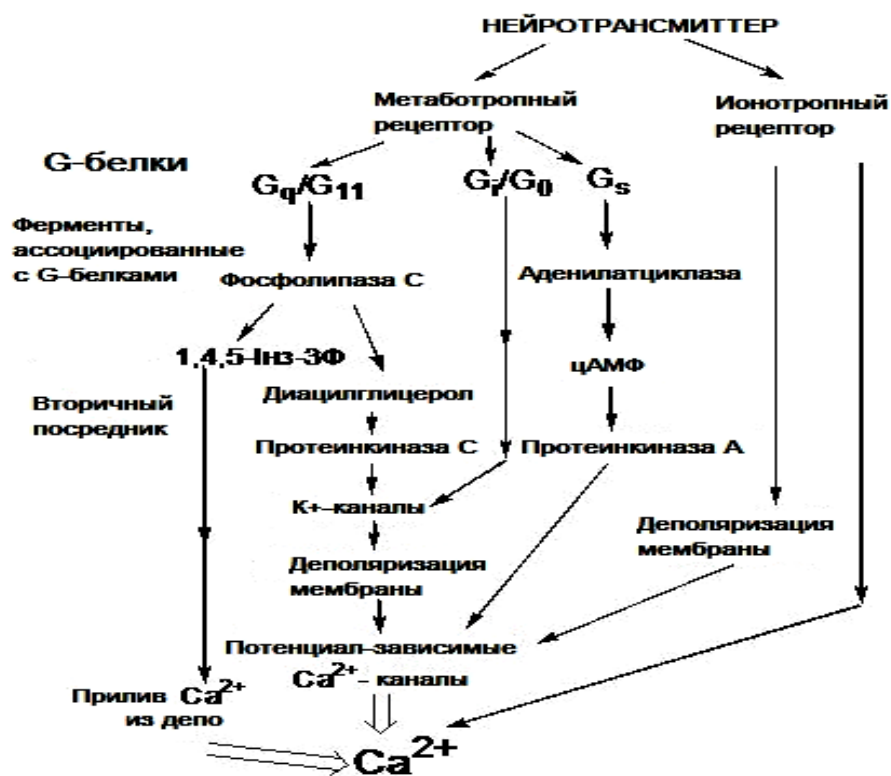 НЕЙРОТРАНСМИТТЕР
Метаботропный
рецептор
Ионотропный
рецептор
G-белки
Gq/G11
Gi/G0
Gs
Ферменты,
ассоциированные
с G-белками
Фосфолипаза С
Аденилатциклаза
1,4,5-Інз-3Ф
цАМФ
Вторичный
посредник
Диацилглицерол
Протеинкиназа С
Протеинкиназа А
К+-каналы
Деполяризация
мембраны
Деполяризация
мембраны
Потенциал-зависимые
Ca2+- каналы
Прилив Ca2+
из депо
Ca2+